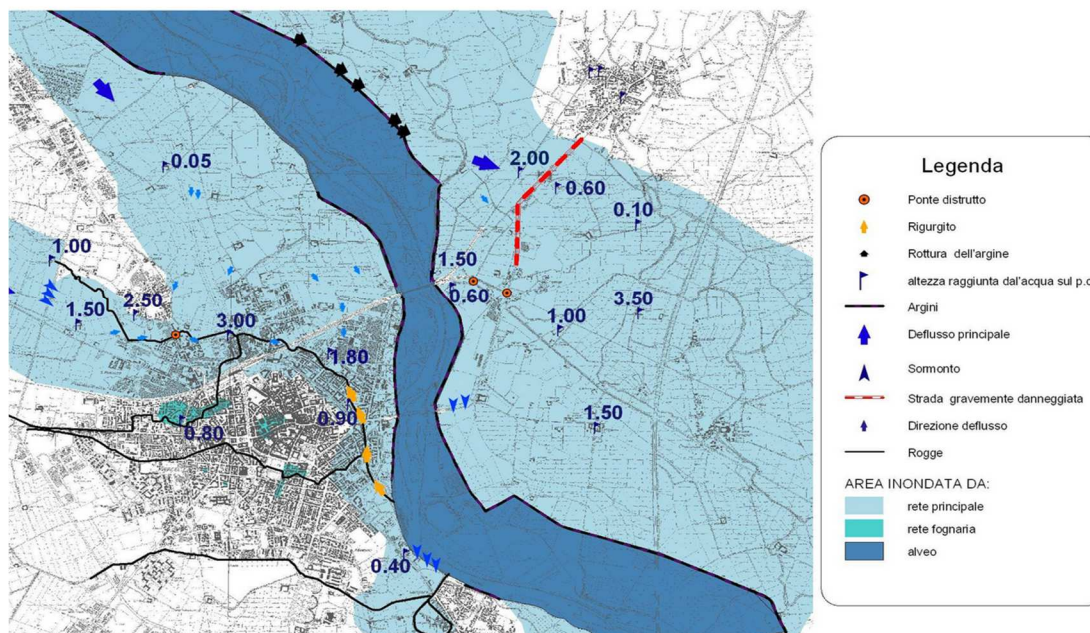 0.05
2.00
0.60
0.10
1.00
1.50
0.60
2.50
1.50
3.00
3.50
1.00
1.80
0.90
0.80
1.50
0.40
Legenda
Ponte distrutto
Rigurgito
Rottura dell'argine
altezza raggiunta dal'acqua sul p.c
Argini
Deflusso principale
Sormonto
Strada gravemente danneggiata
Direzione deflusso
Rogge
AREA INONDATA DA:
rete principale
rete fognaria
alveo